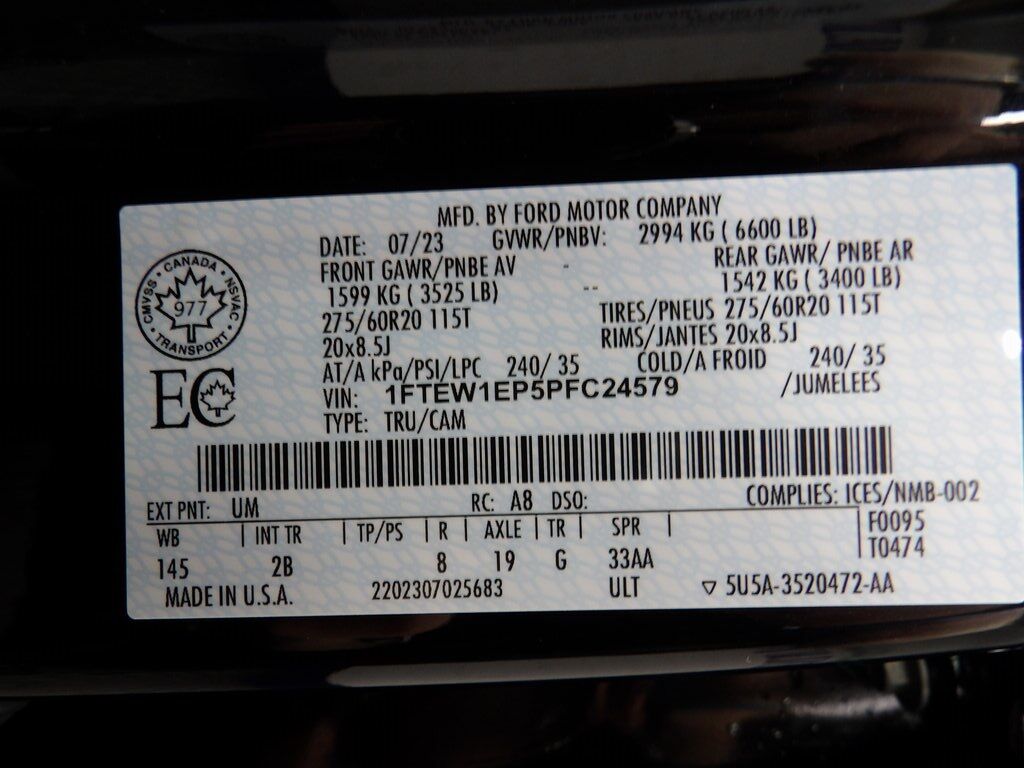 MFD. BY FORD MOTOR COMPANY
DATE: 07/23 GVWR/PNBV: 2994 KG ( 6600 LB)
FRONT GAWR/PNBE AV - REAR GAWR/ PNBE AR
1599 KG ( 3525 LB) -- 1542 KG ( 3400 LB)
275/60R20 115T TIRES/PNEUS 275/60R20 115T
20x8.5J RIMS/JANTES 20x8.5J
AT/A kPa/PSI/LPC 240/ 35 COLD/A FROID 240/ 35
VIN: 1FTEW1EP5PFC24579 /JUMELEES
TYPE: TRU/CAM
CANADA
CMVSS NSVAC
977
TRANSPORT
EC
EXT PNT: UM RC: A8 DSO: COMPLIES: ICES/NMB-002
WB | INT TR | TP/PS | R | AXLE | TR | SPR | F0095
145 2B 8 19 G 33AA T0474
MADE IN U.S.A. 2202307025683 ULT ▽ 5U5A-3520472-AA